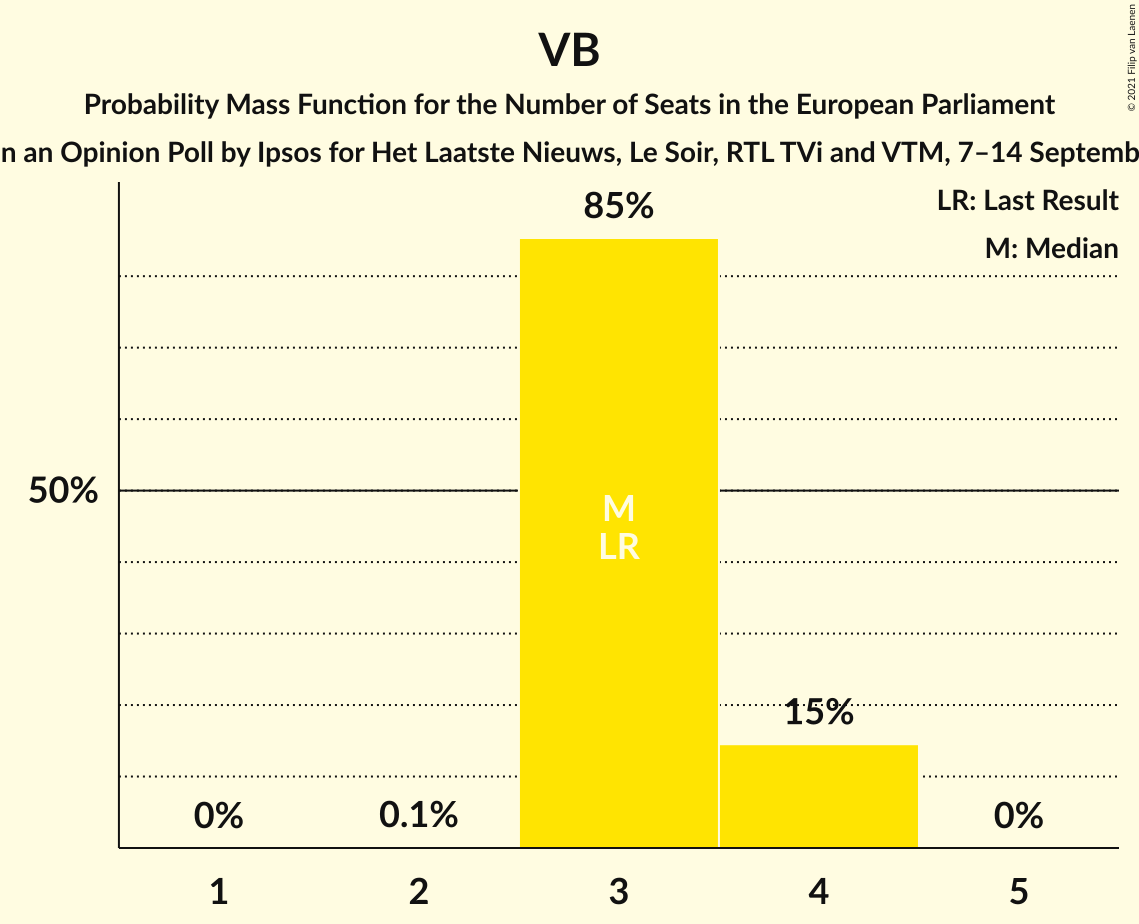 VB
Probability Mass Function for the Number of Seats in the European Parliament
n an Opinion Poll by Ipsos for Het Laatste Nieuws, Le Soir, RTL TVi and VTM, 7–14 Septemb
© 2021 Filip van Laenen
LR: Last Result
M: Median
85%
50%
M
LR
15%
0%
0.1%
0%
1
2
3
4
5